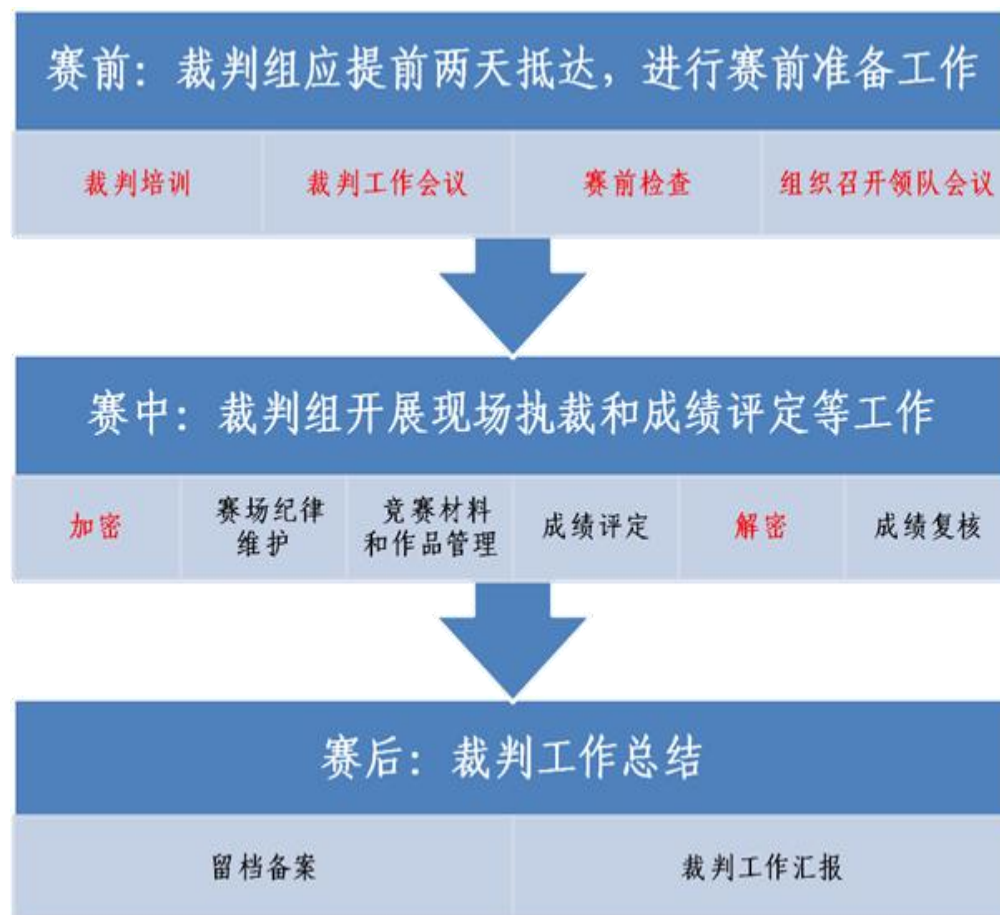 赛前：裁判组应提前两天抵达，进行赛前准备工作
裁判培训
裁判工作会议
赛前检查
组织召开领队会议
赛中：裁判组开展现场执裁和成绩评定等工作
加密
赛场纪律
维护
竞赛材料
和作品管理
成绩评定
解密
成绩复核
赛后：裁判工作总结
留档备案
裁判工作汇报